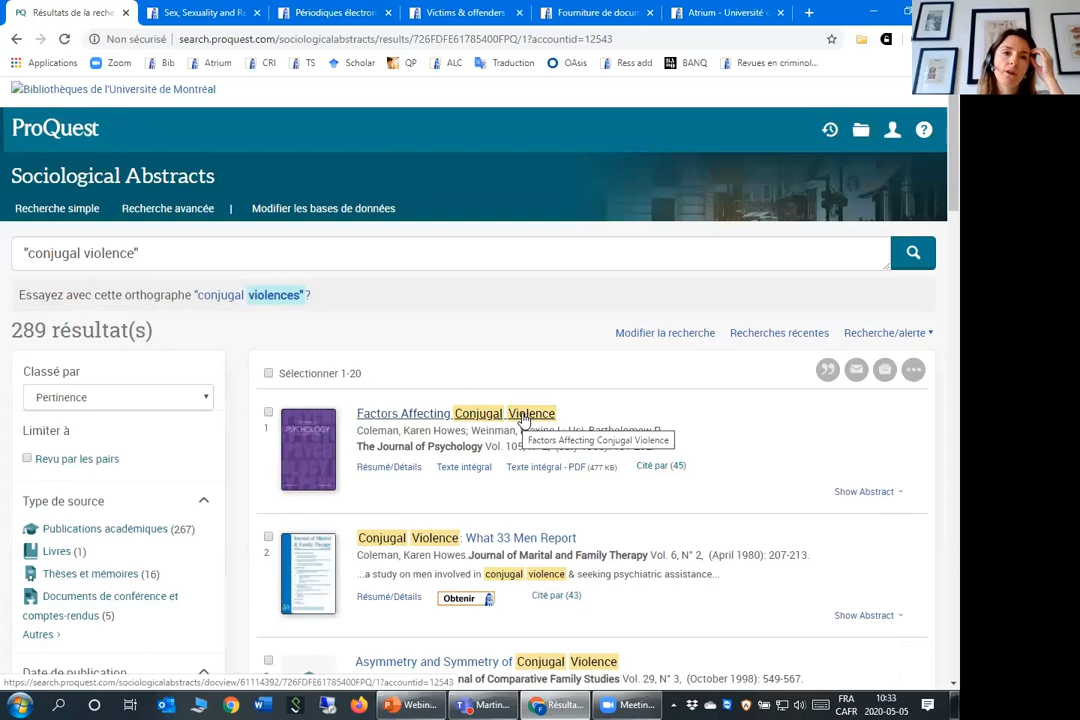 PQ Résultats de la reche
Sex, Sexuality and R
Périodiques électron
Victims & offenders
Fourniture de docum
Atrium - Université
Non sécurisé
search.proquest.com/sociologicalabstracts/results/726FDFE61785400FPQ/1?accountid=12543
Applications
Zoom
Bib
Atrium
CRI
TS
Scholar
QP
ALC
Traduction
OAsis
Ress add
BANQ
Revues en criminol...
Bibliothèques de l'Université de Montréal
ProQuest
Sociological Abstracts
Recherche simple Recherche avancée | Modifier les bases de données
"conjugal violence"
Essayez avec cette orthographe "conjugal violences"?
289 résultat(s)
Modifier la recherche Recherches récentes Recherche/alerte
Classé par
Pertinence
Limiter à
Revu par les pairs
Type de source
Publications académiques (267)
Livres (1)
Thèses et mémoires (16)
Documents de conférence et
comptes-rendus (5)
Autres ›
Date de publication
Sélectionner 1-20
1
PSYCHOLOGY
Factors Affecting Conjugal Violence
Coleman, Karen Howes; Weinman,
The Journal of Psychology Vol. 105,
Factors Affecting Conjugal Violence
Résumé/Détails Texte intégral Texte intégral - PDF (477 KB) Cité par (45)
Show Abstract
2
Conjugal Violence: What 33 Men Report
Coleman, Karen Howes. Journal of Marital and Family Therapy Vol. 6, N° 2, (April 1980): 207-213.
...a study on men involved in conjugal violence & seeking psychiatric assistance...
Résumé/Détails Obtenir Cité par (43)
Show Abstract
Asymmetry and Symmetry of Conjugal Violence
nal of Comparative Family Studies Vol. 29, N° 3, (October 1998): 549-567.
https://search.proquest.com/sociologicalabstracts/docview/611144392/726FDFE61785400FPQ/1?accountid=12543
Webin...
Martin...
Résulta...
Meetin...
FRA
CAFR
10:33
2020-05-05